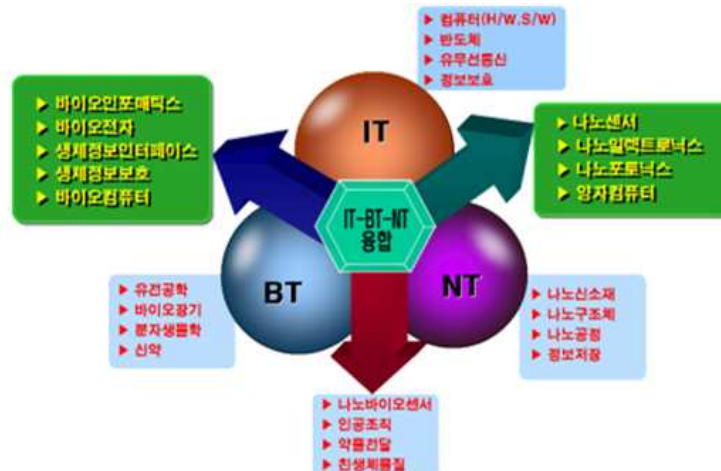 ▶ 컴퓨터(H/W.S/W)
▶ 반도체
▶ 유무선통신
▶ 정보보호
▶ 바이오인포매틱스
▶ 바이오전자
▶ 생체정보인터페이스
▶ 생체정보보호
▶ 바이오컴퓨터
IT
▶ 나노센서
▶ 나노일렉트로닉스
▶ 나노포로닉스
▶ 양자컴퓨터
IT-BT-NT
융합
BT
NT
▶ 유전공학
▶ 바이오장기
▶ 분자생물학
▶ 신약
▶ 나노신소재
▶ 나노구조체
▶ 나노공정
▶ 정보저장
▶ 나노바이오센서
▶ 인공조직
▶ 약물전달
▶ 친생체물질